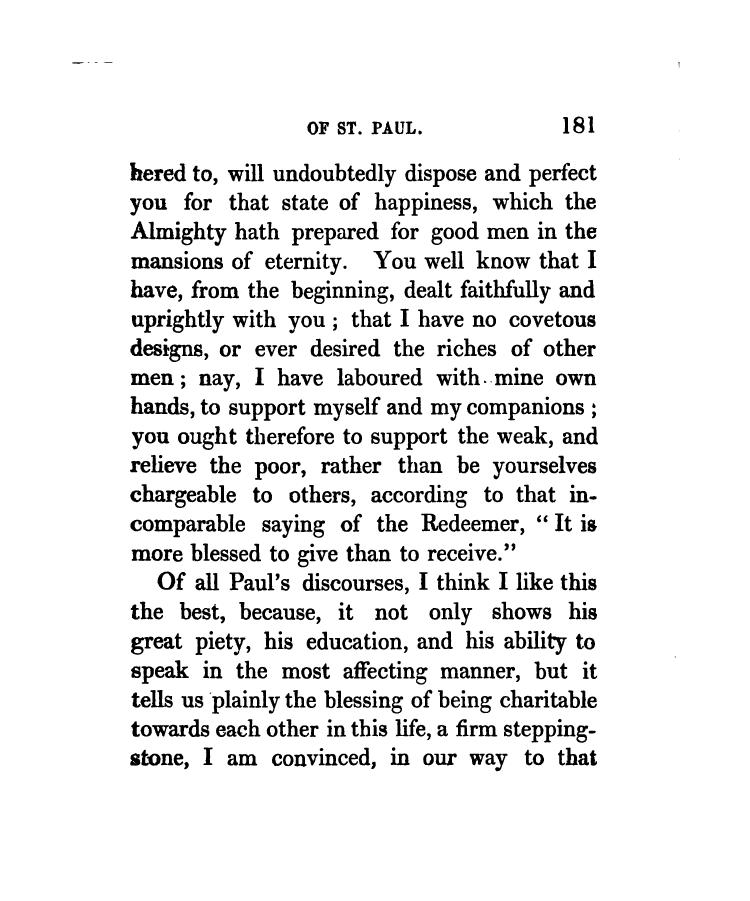 OF ST. PAUL. 181
hered to, will undoubtedly dispose and perfect
you for that state of happiness, which the
Almighty hath prepared for good men in the
mansions of eternity. You well know that I
have, from the beginning, dealt faithfully and
uprightly with you ; that I have no covetous
designs, or ever desired the riches of other
men ; nay, I have laboured with mine own
hands, to support myself and my companions ;
you ought therefore to support the weak, and
relieve the poor, rather than be yourselves
chargeable to others, according to that in-
comparable saying of the Redeemer, “ It is
more blessed to give than to receive.”
Of all Paul’s discourses, I think I like this
the best, because, it not only shows his
great piety, his education, and his ability to
speak in the most affecting manner, but it
tells us plainly the blessing of being charitable
towards each other in this life, a firm stepping-
stone, I am convinced, in our way to that